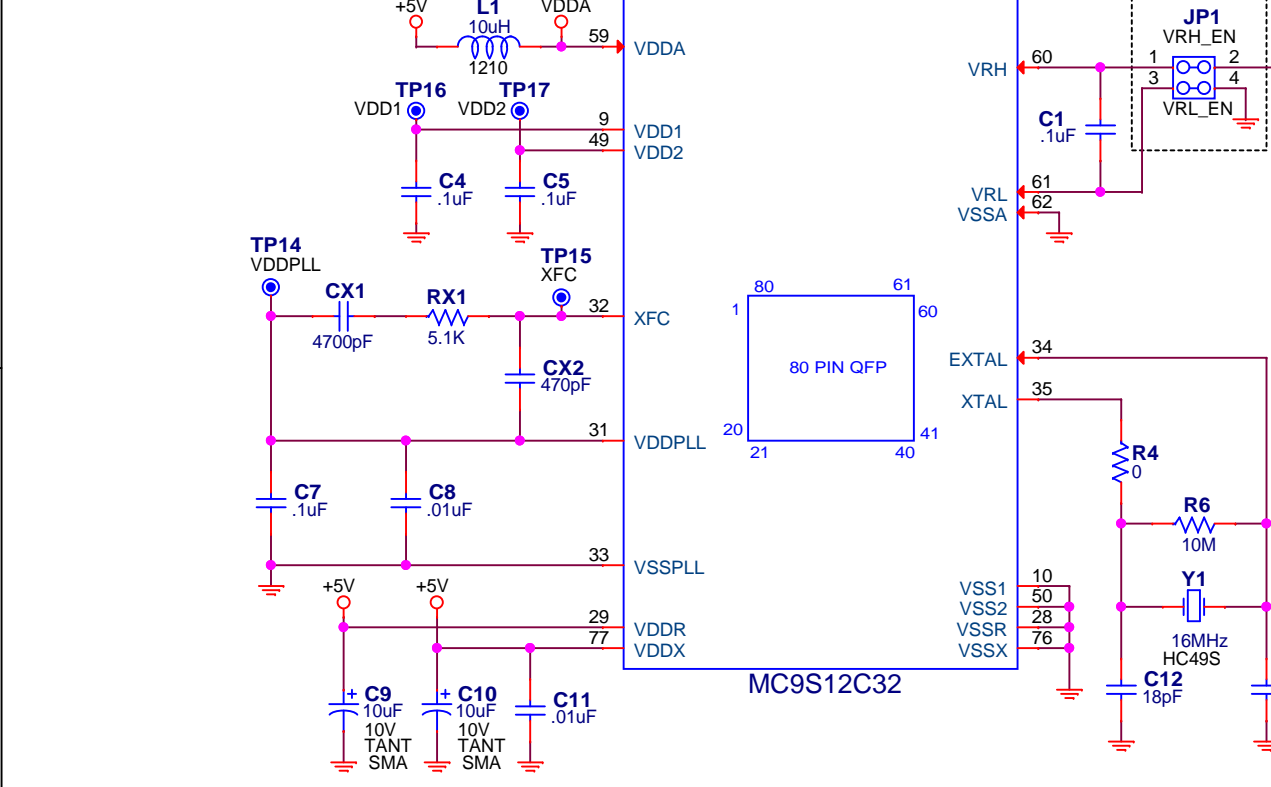 +5V
L1
10uH
1210
VDDA
59
VDDA
TP16
VDD1
TP17
VDD2
9
VDD1
49
VDD2
C4
.1uF
C5
.1uF
TP14
VDDPLL
CX1
4700pF
RX1
5.1K
TP15
XFC
32
XFC
CX2
470pF
31
VDDPLL
C7
.1uF
C8
.01uF
33
VSSPLL
+5V
+5V
29
VDDR
77
VDDX
C9
10uF
10V
TANT
SMA
C10
10uF
10V
TANT
SMA
C11
.01uF
80
61
1
60
80 PIN QFP
20
41
21
40
MC9S12C32
JP1
VRH_EN
VRH
60
1
2
3
4
VRL_EN
C1
.1uF
VRL
61
VSSA
62
EXTAL
34
XTAL
35
R4
0
R6
10M
Y1
16MHz
HC49S
C12
18pF
VSS1
10
VSS2
50
VSSR
28
VSSX
76